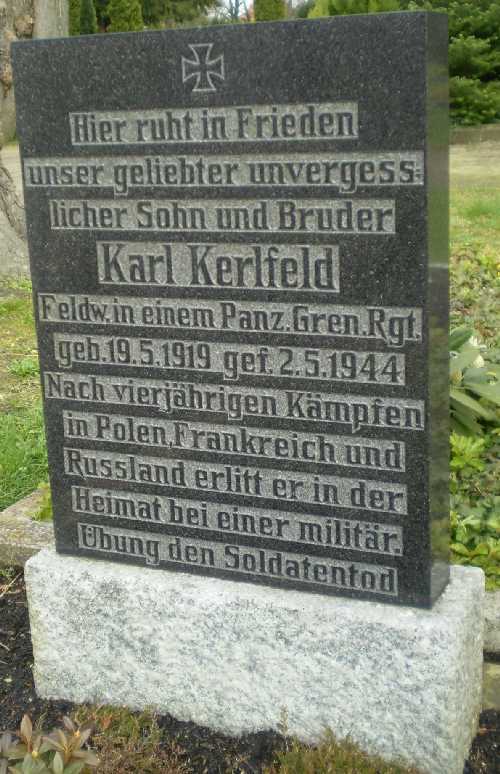 Hier ruht in Frieden
unser geliebter unvergess=
licher Sohn und Bruder
Karl Kerlfeld
Feldw. in einem Panz. Gren. Rgt.
geb. 19.5.1919 gef. 2.5.1944
Nach vierjährigen Kämpfen
in Polen, Frankreich und
Russland erlitt er in der
Heimat bei einer militär.
Übung den Soldatentod